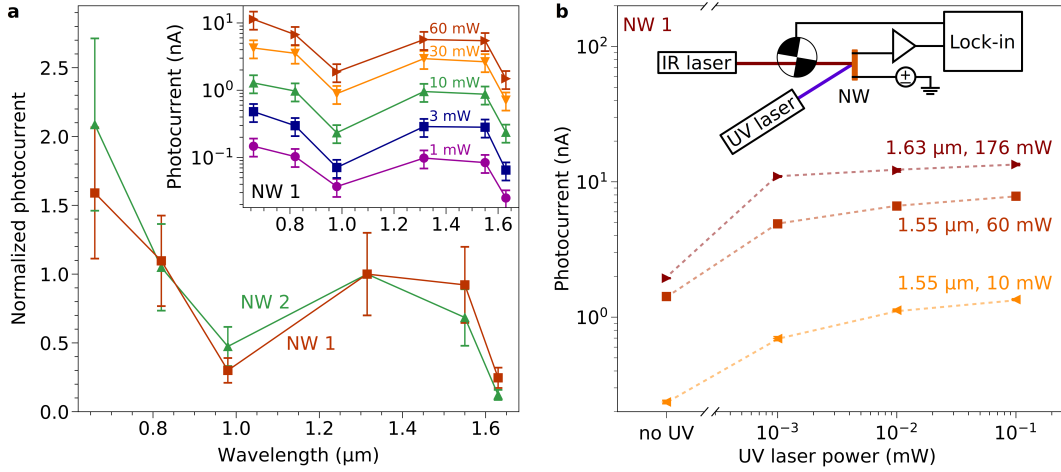 a
Normalized photocurrent
2.5
2.0
1.5
1.0
0.5
0.0
0.8
1.0
1.2
1.4
1.6
Wavelength (μm)
NW 2
NW 1
Photocurrent (nA)
10¹
10⁰
10⁻¹
60 mW
30 mW
10 mW
3 mW
1 mW
NW 1
0.8
1.0
1.2
1.4
1.6
b
Photocurrent (nA)
10²
10¹
10⁰
NW 1
IR laser
UV laser
NW
Lock-in
+
1.63 μm, 176 mW
1.55 μm, 60 mW
1.55 μm, 10 mW
no UV
10⁻³
10⁻²
10⁻¹
UV laser power (mW)